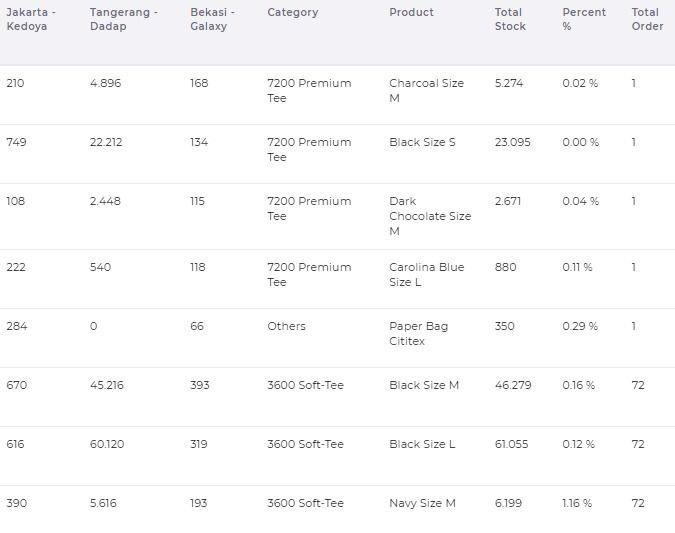 Jakarta - Tangerang - Bekasi - Category Product Total Percent Total
Kedoya Dadap Galaxy Stock % Order
210 4.896 168 7200 Premium Charcoal Size 5.274 0.02 % 1
Tee M
749 22.212 134 7200 Premium Black Size S 23.095 0.00 % 1
Tee
108 2.448 115 7200 Premium Dark 2.671 0.04 % 1
Tee Chocolate Size
M
222 540 118 7200 Premium Carolina Blue 880 0.11 % 1
Tee Size L
284 0 66 Others Paper Bag 350 0.29 % 1
Cititex
670 45.216 393 3600 Soft-Tee Black Size M 46.279 0.16 % 72
616 60.120 319 3600 Soft-Tee Black Size L 61.055 0.12 % 72
390 5.616 193 3600 Soft-Tee Navy Size M 6.199 1.16 % 72